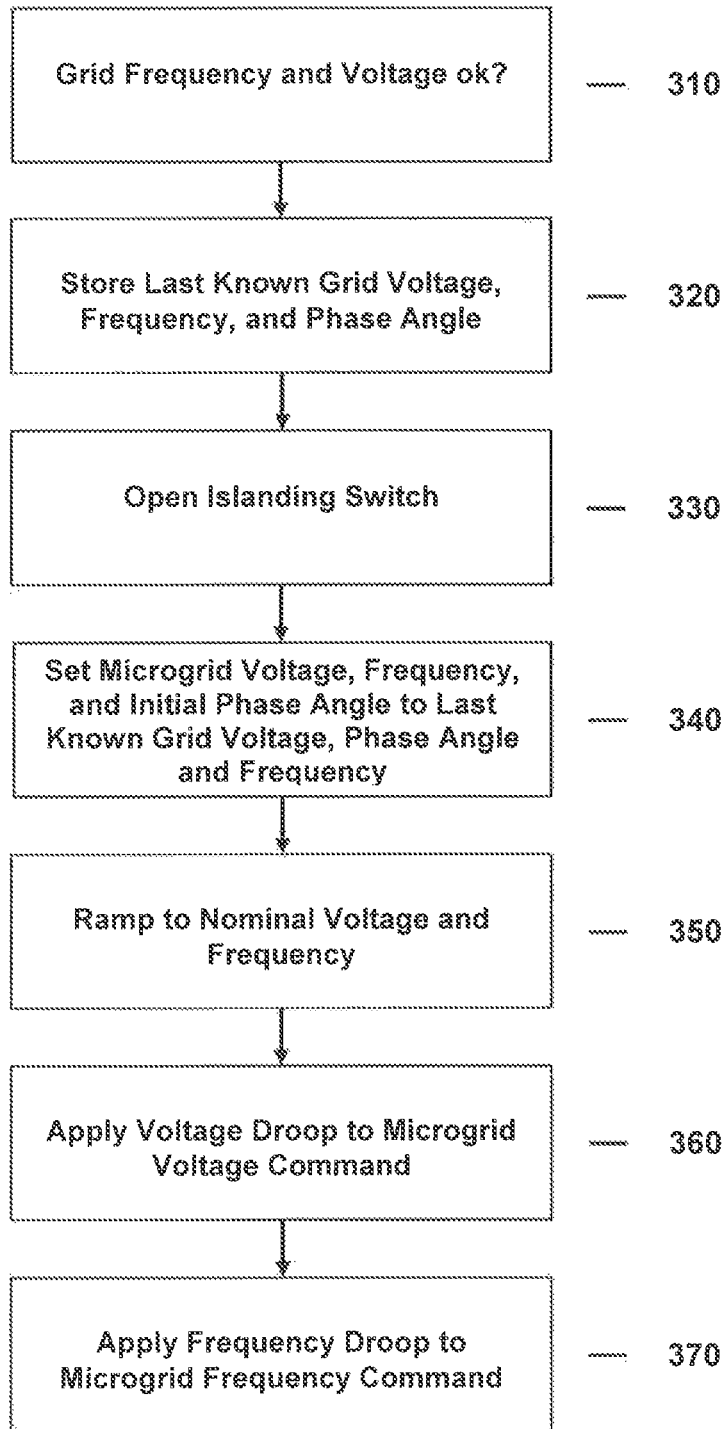 Grid Frequency and Voltage ok?
310
Store Last Known Grid Voltage,
Frequency, and Phase Angle
320
Open Islanding Switch
330
Set Microgrid Voltage, Frequency,
and Initial Phase Angle to Last
Known Grid Voltage, Phase Angle
and Frequency
340
Ramp to Nominal Voltage and
Frequency
350
Apply Voltage Droop to Microgrid
Voltage Command
360
Apply Frequency Droop to
Microgrid Frequency Command
370